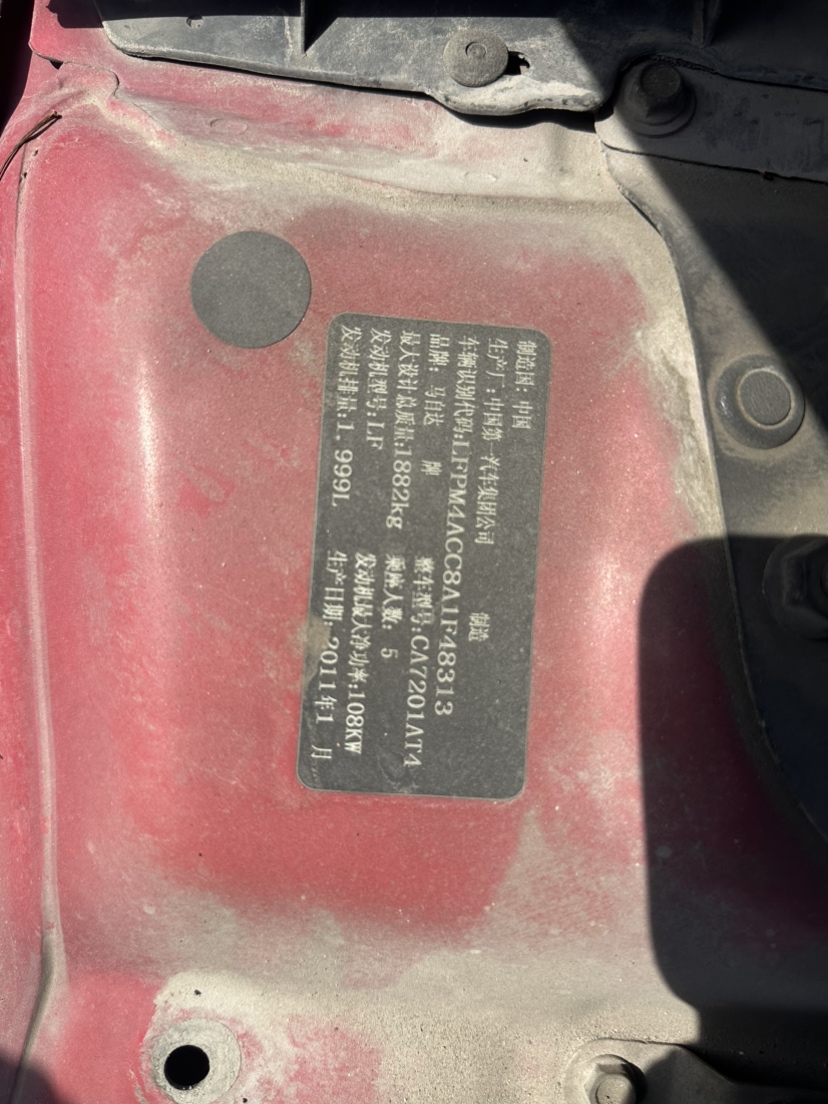 制造国：中国
生产厂：中国第一汽车集团公司 制造
车辆识别代码:LFPM4ACC8A1F48313
品牌：马自达 牌 整车型号:CA7201AT4
最大设计总质量:1882kg 乘座人数：5
发动机型号:LF 发动机最大净功率:108KW
发动机排量:1.999L 生产日期：2011年1 月